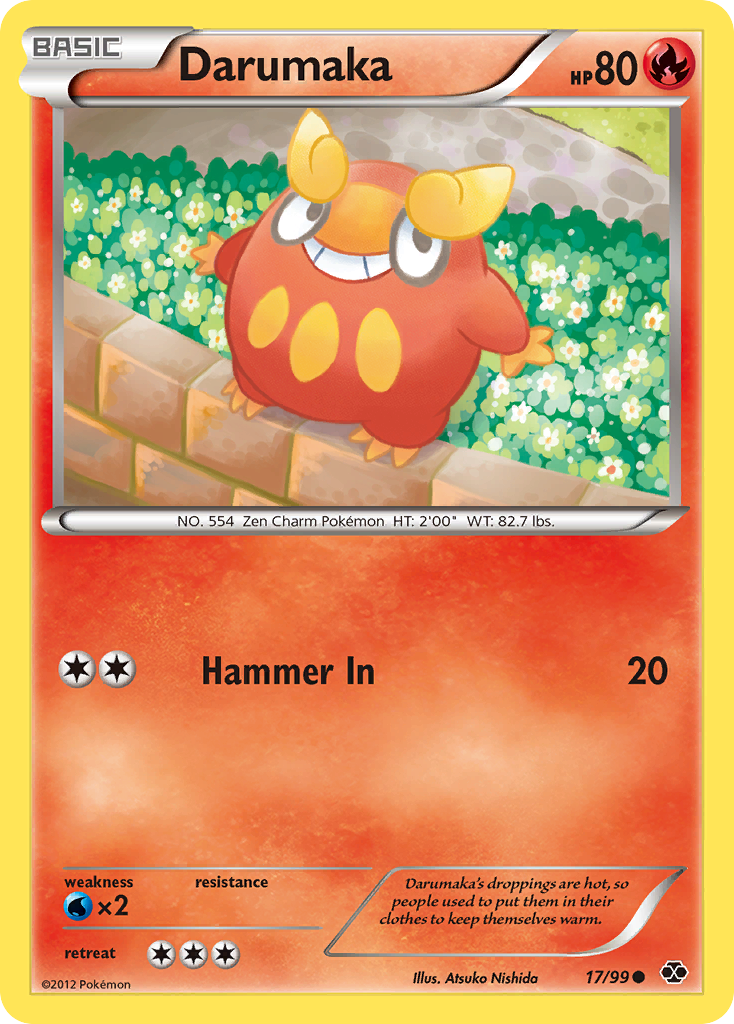 BASIC
Darumaka
HP 80
NO. 554 Zen Charm Pokémon HT: 2'00" WT: 82.7 lbs.
Hammer In 20
weakness
resistance
×2
Darumaka's droppings are hot, so
people used to put them in their
clothes to keep themselves warm.
retreat
©2012 Pokémon
Illus. Atsuko Nishida
17/99